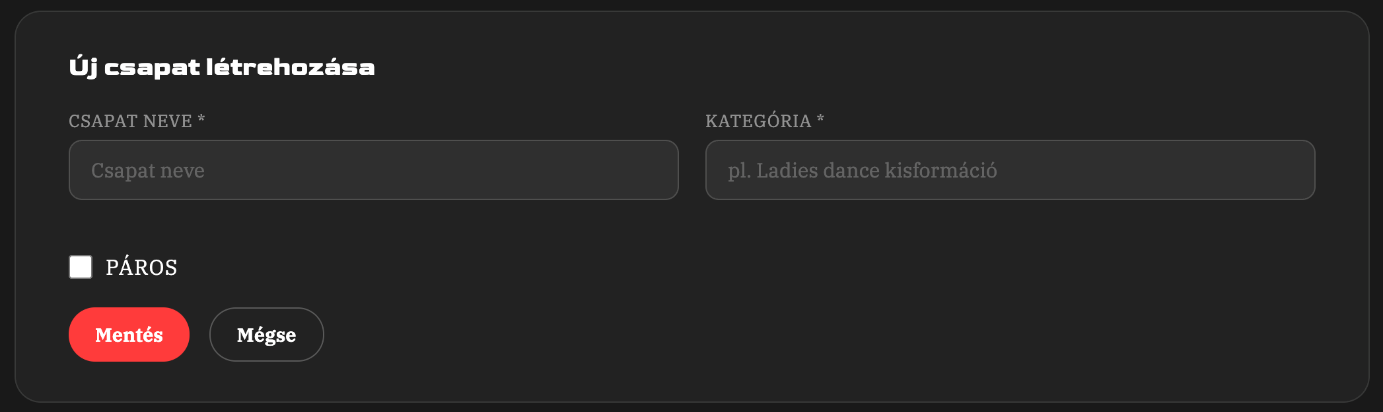 Új csapat létrehozása
CSAPAT NEVE *
KATEGÓRIA *
Csapat neve
pl. Ladies dance kisformáció
PÁROS
Mentés
Mégse